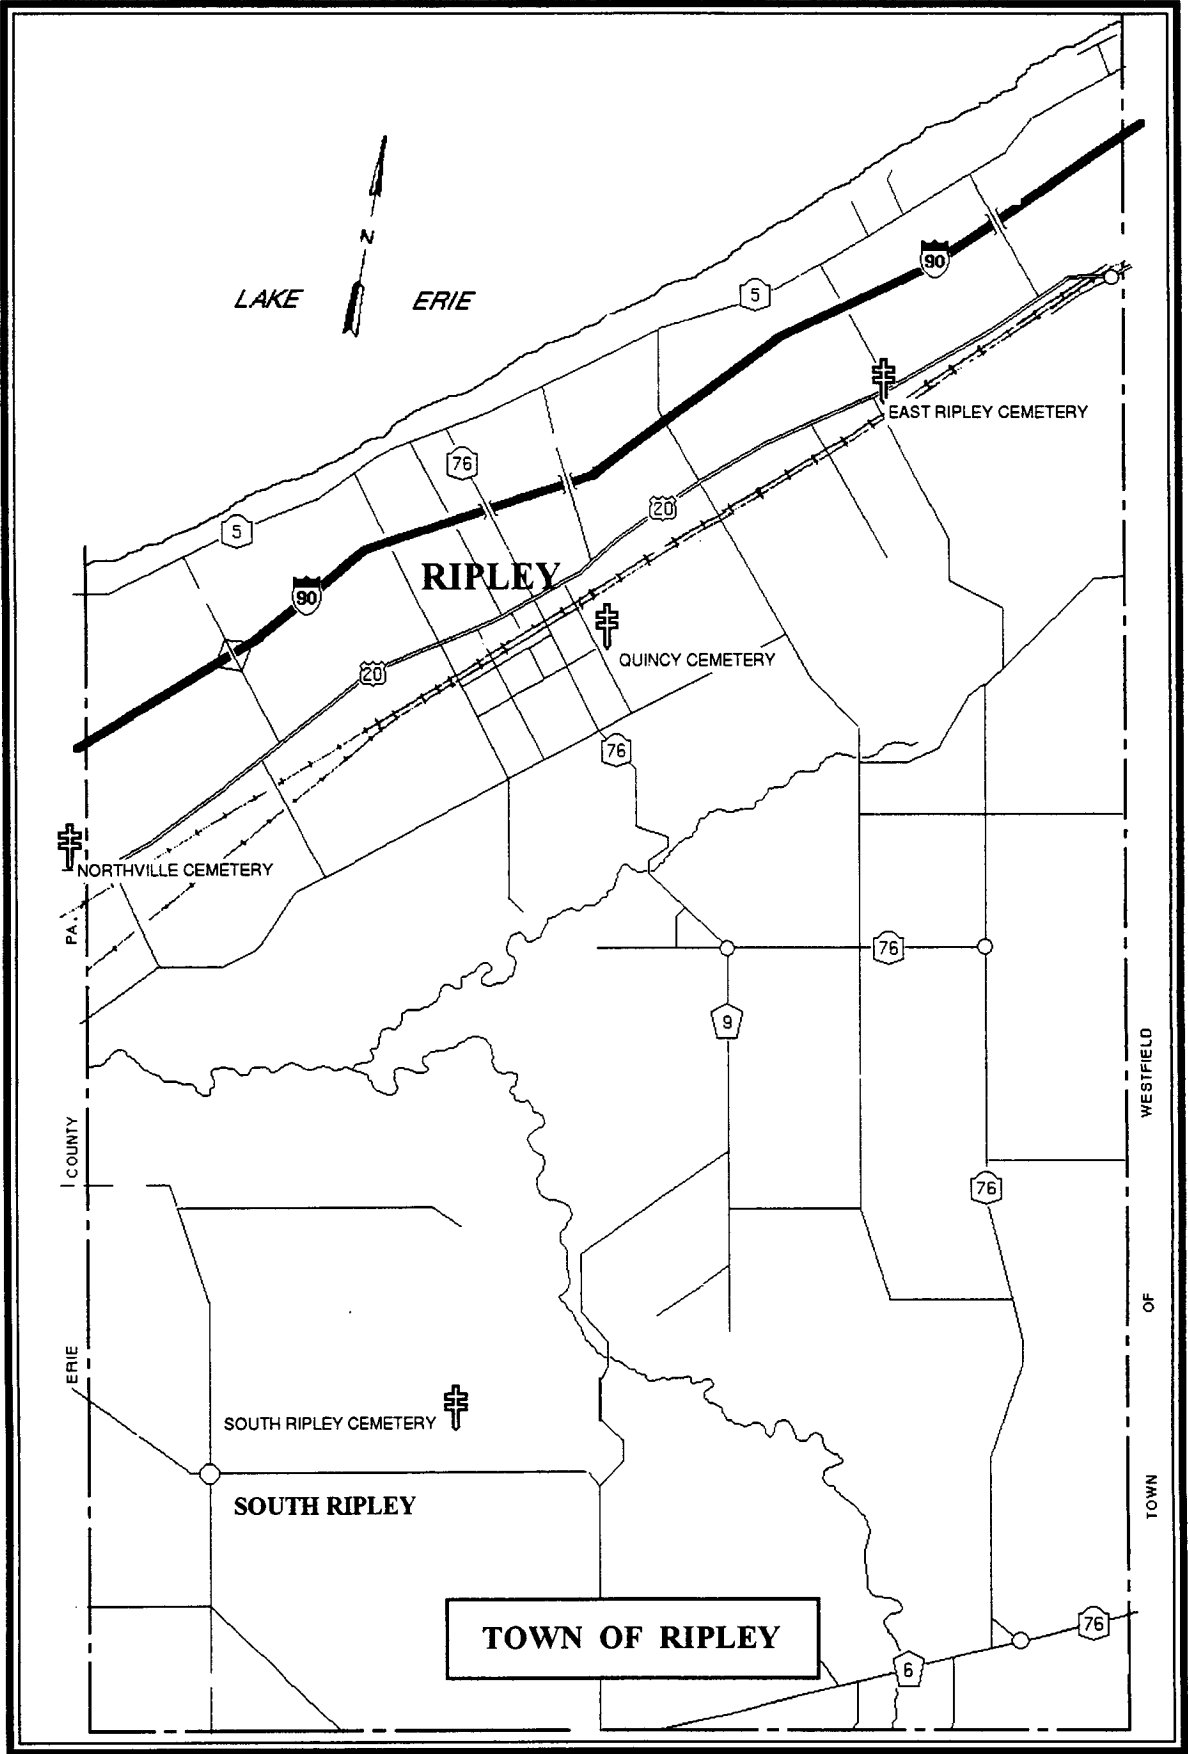 N
LAKE ERIE
90
5
EAST RIPLEY CEMETERY
76
20
5
RIPLEY
90
20
QUINCY CEMETERY
76
NORTHVILLE CEMETERY
PA.
76
9
WESTFIELD
COUNTY
76
OF
ERIE
SOUTH RIPLEY CEMETERY
TOWN
SOUTH RIPLEY
TOWN OF RIPLEY
76
6